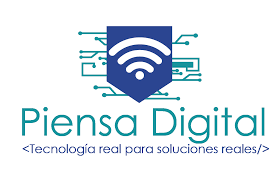 Piensa Digital
<Tecnología real para soluciones reales/>